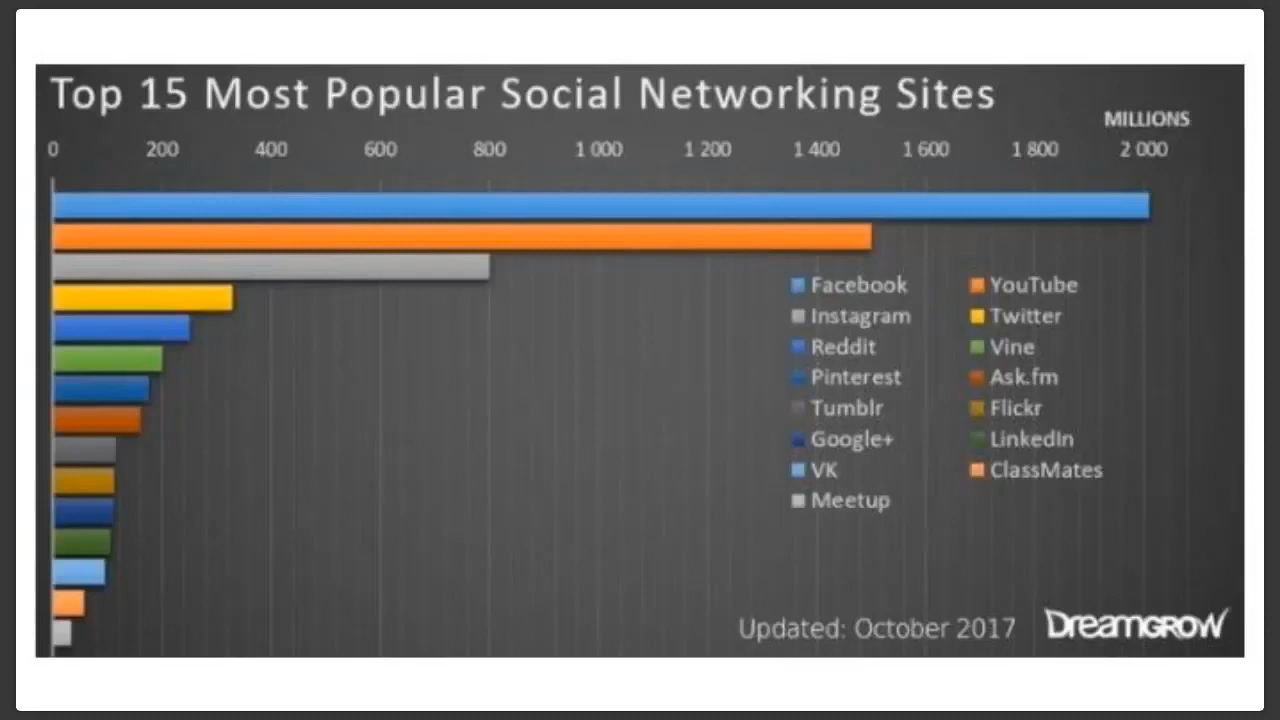 Top 15 Most Popular Social Networking Sites
MILLIONS
0 200 400 600 800 1 000 1 200 1 400 1 600 1 800 2 000
Facebook YouTube
Instagram Twitter
Reddit Vine
Pinterest Ask.fm
Tumblr Flickr
Google+ LinkedIn
VK ClassMates
Meetup
Updated: October 2017 DreamGROW